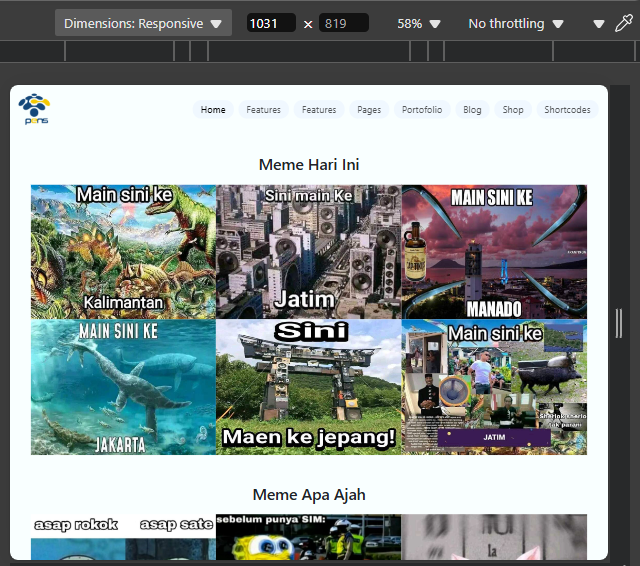 Dimensions: Responsive ▼ 1031 × 819 58% ▼ No throttling ▼ ▼
pens
Home Features Features Pages Portofolio Blog Shop Shortcodes
Meme Hari Ini
Main sini ke
Kalimantan
Sini main Ke
Jatim
MAIN SINI KE
MANADO
MAIN SINI KE
JAKARTA
Sini
Maen ke jepang!
Main sini ke
JATIM
Meme Apa Ajah
asap rokok asap sate
sebelum punya SIM:
la